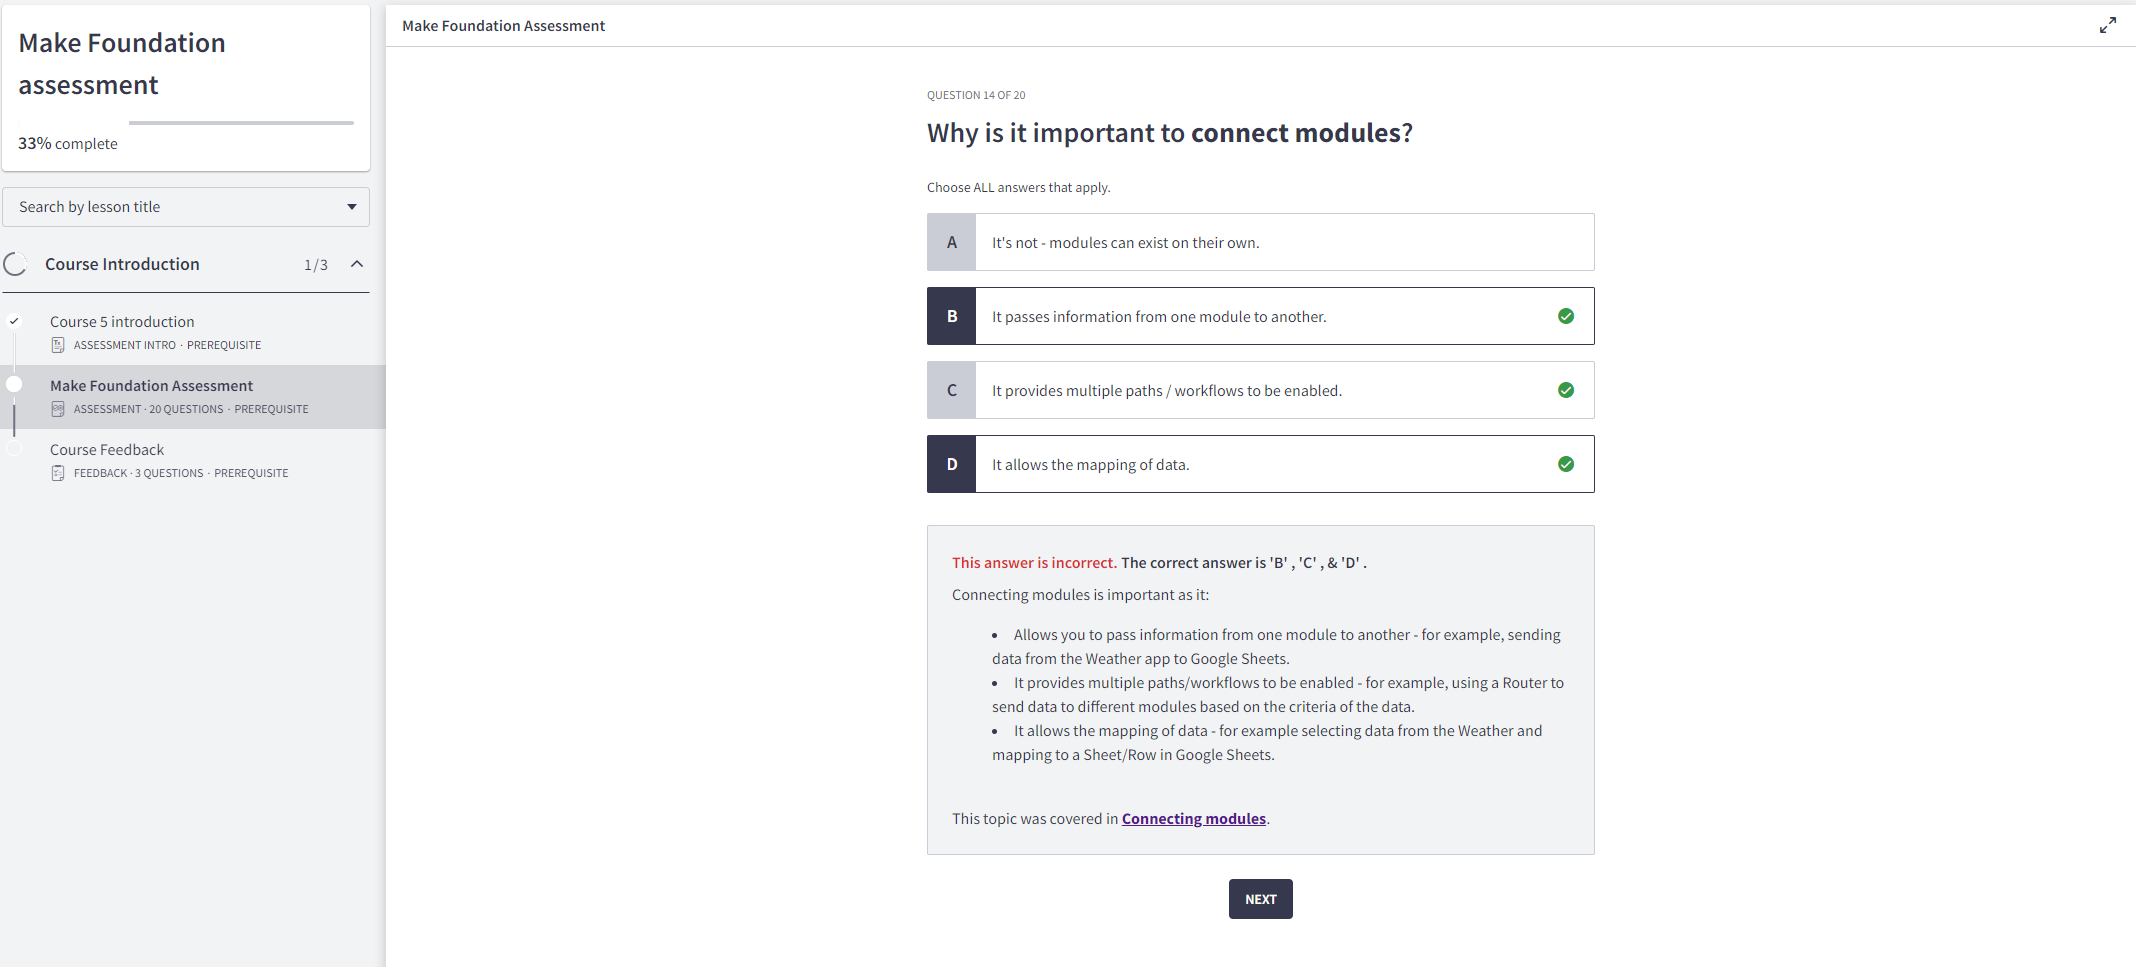 Make Foundation
assessment
33% complete
Search by lesson title
Course Introduction 1/3
Course 5 introduction
ASSESSMENT INTRO · PREREQUISITE
Make Foundation Assessment
ASSESSMENT · 20 QUESTIONS · PREREQUISITE
Course Feedback
FEEDBACK · 3 QUESTIONS · PREREQUISITE
Make Foundation Assessment
QUESTION 14 OF 20
Why is it important to connect modules?
Choose ALL answers that apply.
A It's not - modules can exist on their own.
B It passes information from one module to another.
C It provides multiple paths / workflows to be enabled.
D It allows the mapping of data.
This answer is incorrect. The correct answer is 'B' , 'C' , & 'D' .
Connecting modules is important as it:
• Allows you to pass information from one module to another - for example, sending
data from the Weather app to Google Sheets.
• It provides multiple paths/workflows to be enabled - for example, using a Router to
send data to different modules based on the criteria of the data.
• It allows the mapping of data - for example selecting data from the Weather and
mapping to a Sheet/Row in Google Sheets.
This topic was covered in Connecting modules.
NEXT